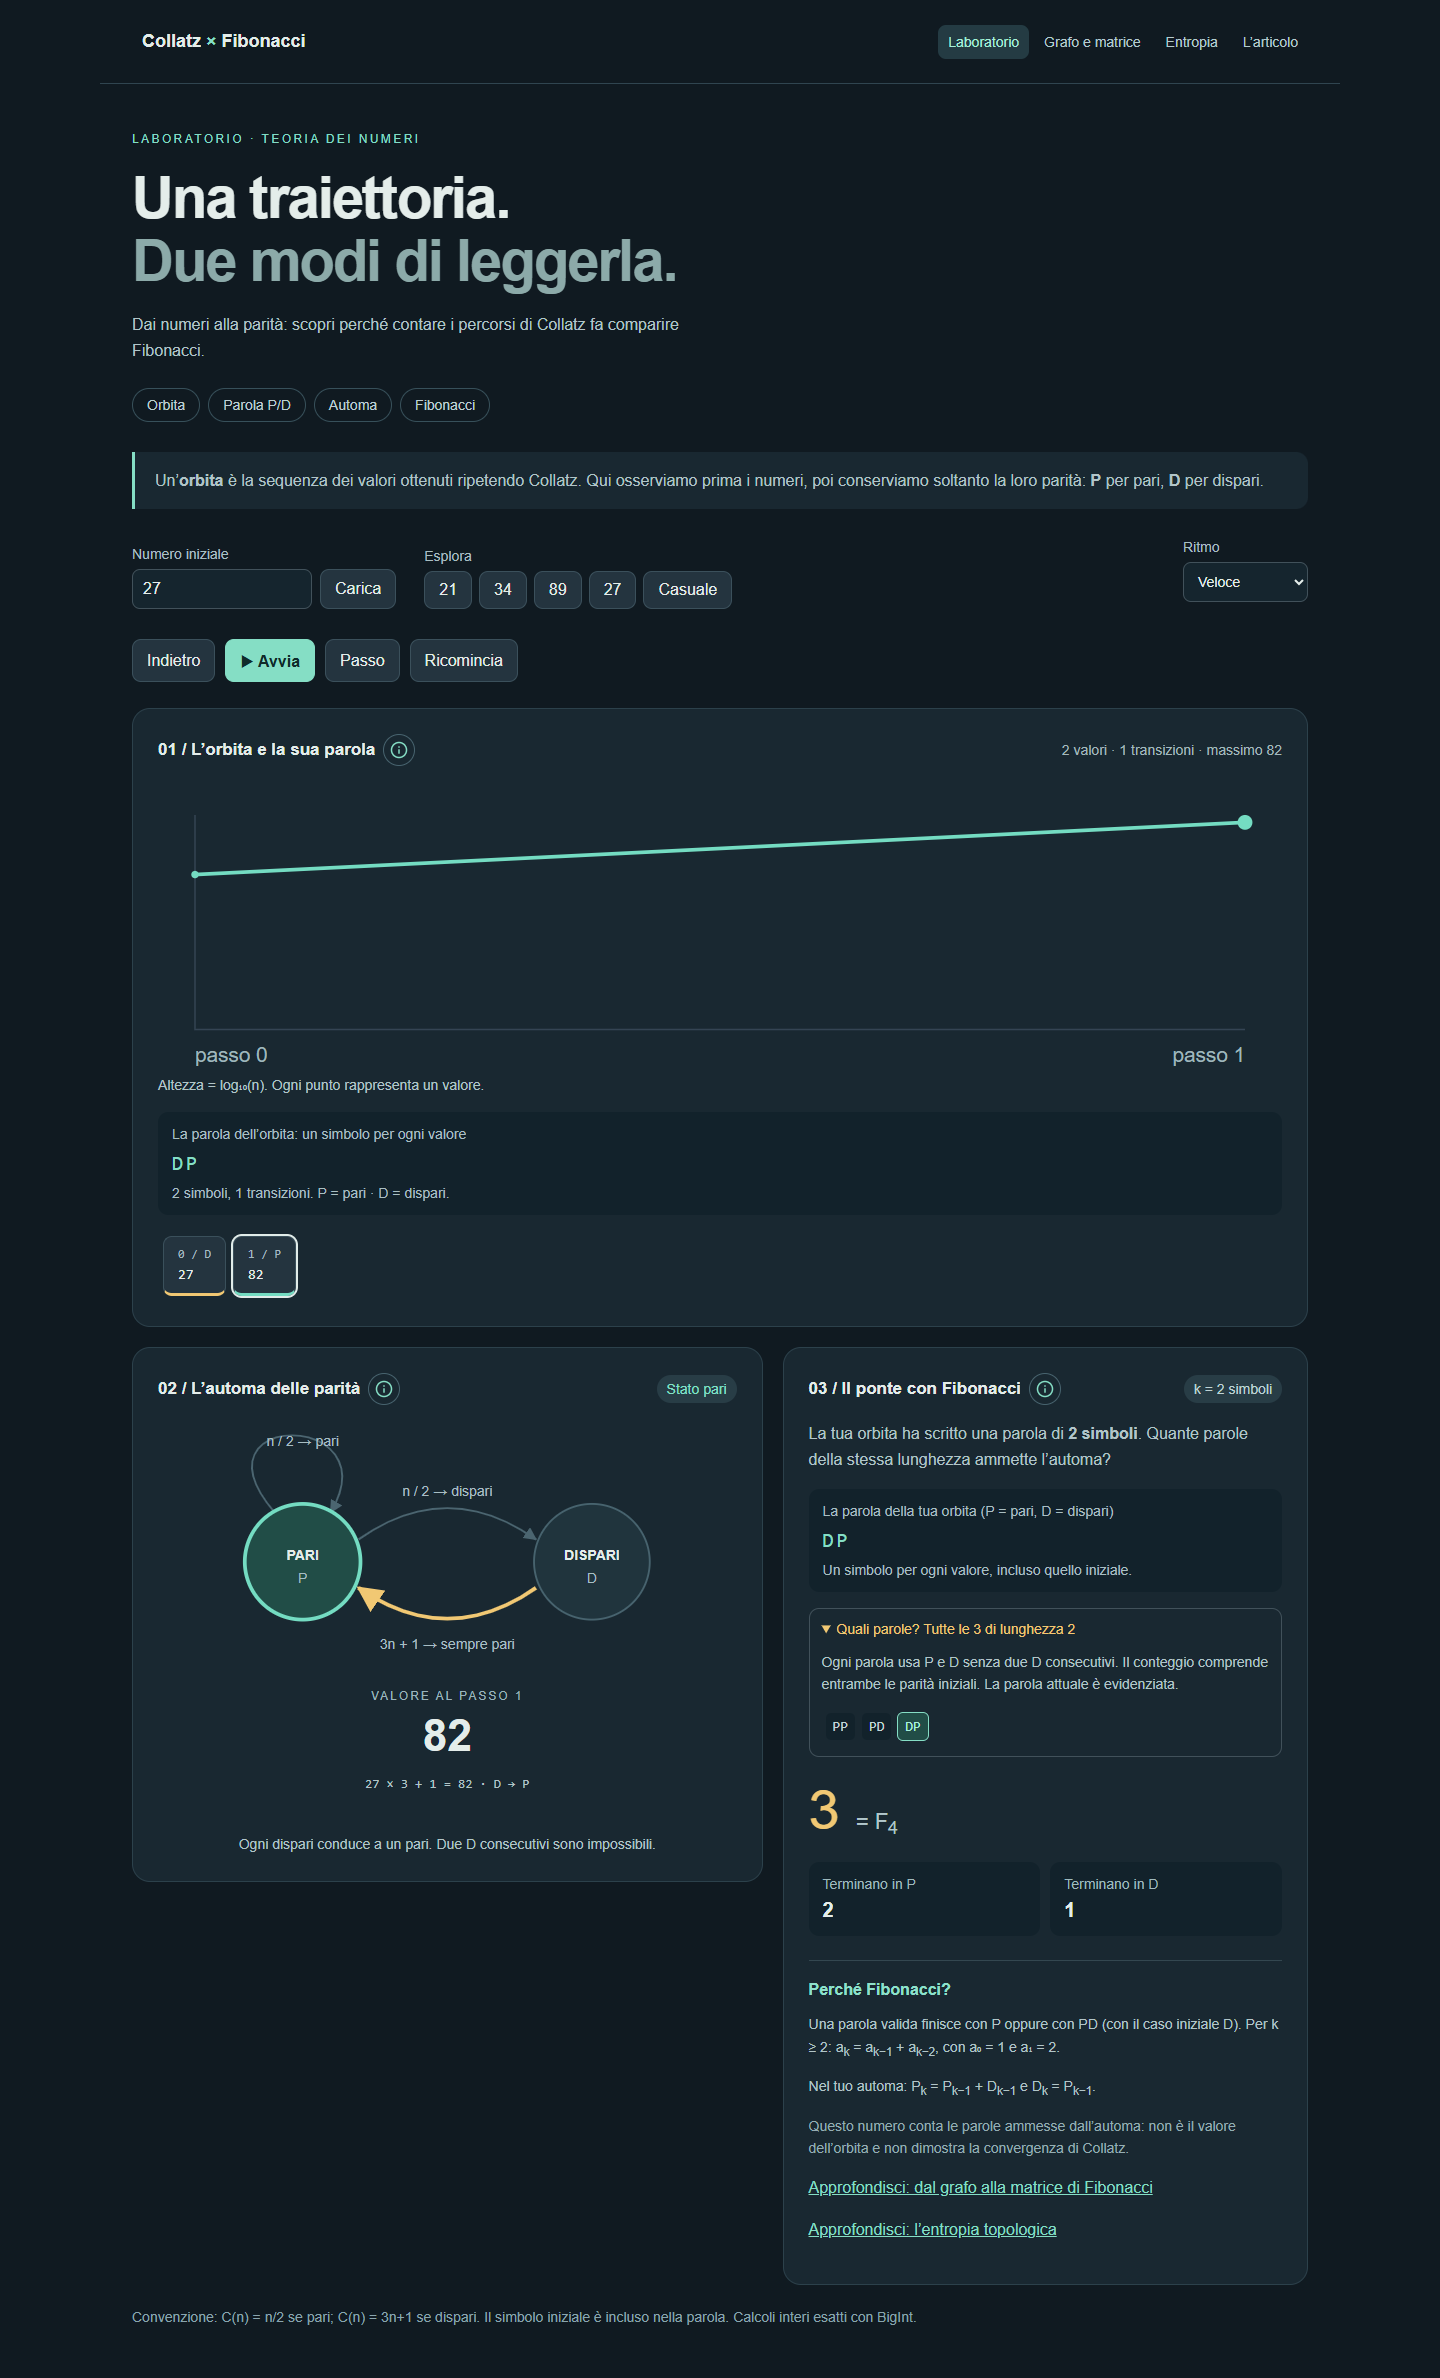 Collatz × Fibonacci
Laboratorio
Grafo e matrice
Entropia
L’articolo
LABORATORIO · TEORIA DEI NUMERI
Una traiettoria.
Due modi di leggerla.
Dai numeri alla parità: scopri perché contare i percorsi di Collatz fa comparire
Fibonacci.
Orbita
Parola P/D
Automa
Fibonacci
Un’orbita è la sequenza dei valori ottenuti ripetendo Collatz. Qui osserviamo prima i numeri, poi conserviamo soltanto la loro parità: P per pari, D per dispari.
Numero iniziale
27
Carica
Esplora
21
34
89
27
Casuale
Ritmo
Veloce
Indietro
▶ Avvia
Passo
Ricomincia
01 / L’orbita e la sua parola
2 valori · 1 transizioni · massimo 82
passo 0
passo 1
Altezza = log₁₀(n). Ogni punto rappresenta un valore.
La parola dell’orbita: un simbolo per ogni valore
DP
2 simboli, 1 transizioni. P = pari · D = dispari.
0 / D
27
1 / P
82
02 / L’automa delle parità
Stato pari
n / 2 → pari
n / 2 → dispari
PARI
P
DISPARI
D
3n + 1 → sempre pari
VALORE AL PASSO 1
82
27 × 3 + 1 = 82 · D → P
Ogni dispari conduce a un pari. Due D consecutivi sono impossibili.
03 / Il ponte con Fibonacci
k = 2 simboli
La tua orbita ha scritto una parola di 2 simboli. Quante parole
della stessa lunghezza ammette l’automa?
La parola della tua orbita (P = pari, D = dispari)
DP
Un simbolo per ogni valore, incluso quello iniziale.
▼ Quali parole? Tutte le 3 di lunghezza 2
Ogni parola usa P e D senza due D consecutivi. Il conteggio comprende
entrambe le parità iniziali. La parola attuale è evidenziata.
PP
PD
DP
3 = F₄
Terminano in P
2
Terminano in D
1
Perché Fibonacci?
Una parola valida finisce con P oppure con PD (con il caso iniziale D). Per k
≥ 2: aₖ = aₖ₋₁ + aₖ₋₂, con a₀ = 1 e a₁ = 2.
Nel tuo automa: Pₖ = Pₖ₋₁ + Dₖ₋₁ e Dₖ = Pₖ₋₁.
Questo numero conta le parole ammesse dall’automa: non è il valore
dell’orbita e non dimostra la convergenza di Collatz.
Approfondisci: dal grafo alla matrice di Fibonacci
Approfondisci: l’entropia topologica
Convenzione: C(n) = n/2 se pari; C(n) = 3n+1 se dispari. Il simbolo iniziale è incluso nella parola. Calcoli interi esatti con BigInt.